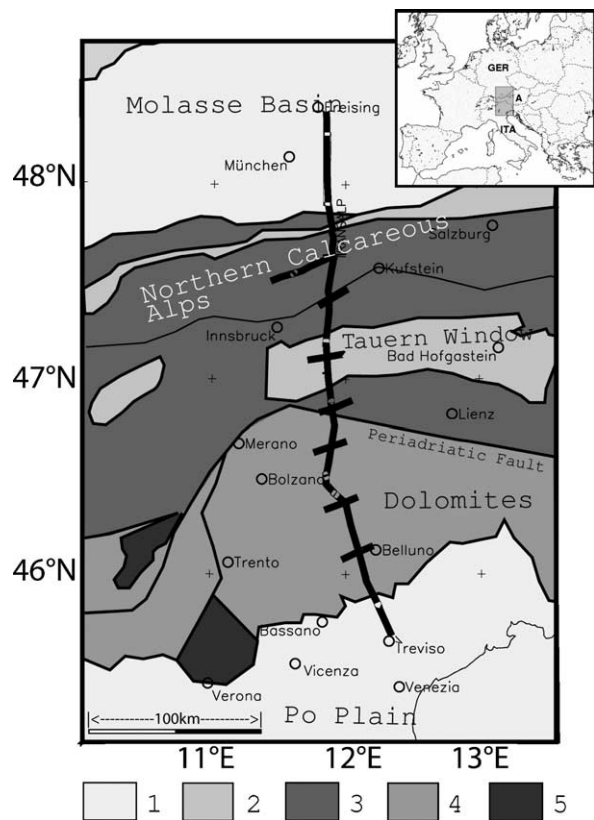 GER
A
ITA
Molasse Basin
Freising
München
48°N
TRANSALP
Salzburg
Northern Calcareous
Alps
Kufstein
Innsbruck
Tauern Window
Bad Hofgastein
47°N
Lienz
Merano
Periadriatic Fault
Bolzano
Dolomites
Belluno
46°N
Trento
Bassano
Treviso
Vicenza
Verona
Venezia
|<----------100km--------->|
Po Plain
11°E
12°E
13°E
1
2
3
4
5